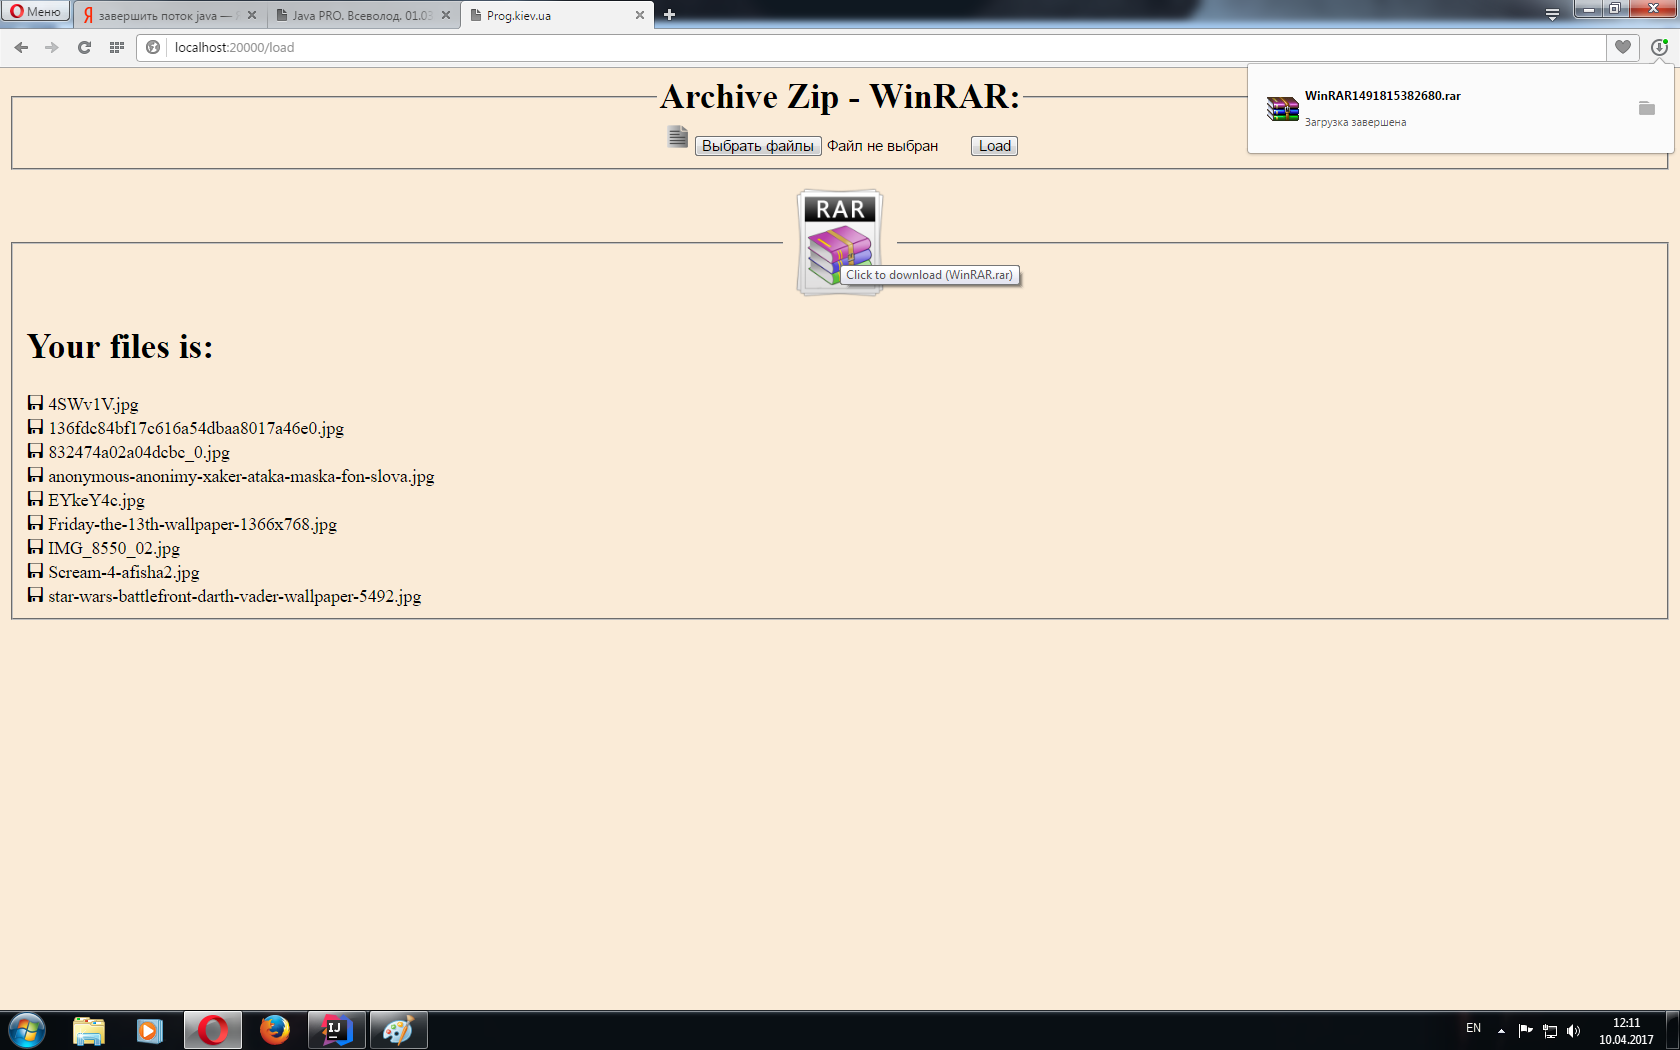 Меню
завершить поток java —
Java PRO. Всеволод. 01.03
Prog.kiev.ua
localhost:20000/load
WinRAR1491815382680.rar
Загрузка завершена
Archive Zip - WinRAR:
Выбрать файлы Файл не выбран Load
RAR
Click to download (WinRAR.rar)
Your files is:
4SWv1V.jpg
136fdc84bf17c616a54dbaa8017a46e0.jpg
832474a02a04dcbc_0.jpg
anonymous-anonimy-xaker-ataka-maska-fon-slova.jpg
EYkeY4c.jpg
Friday-the-13th-wallpaper-1366x768.jpg
IMG_8550_02.jpg
Scream-4-afisha2.jpg
star-wars-battlefront-darth-vader-wallpaper-5492.jpg
IJ
EN
12:11
10.04.2017